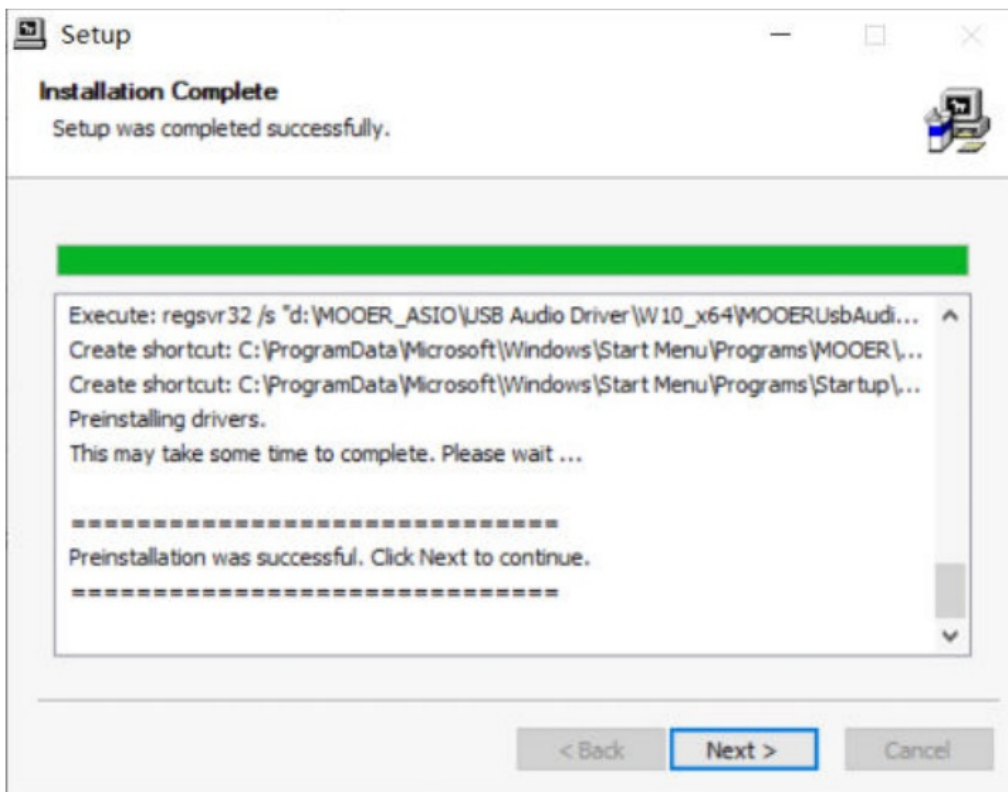 Setup
Installation Complete
Setup was completed successfully.
Execute: regsvr32 /s "d:\MOOER_ASIO\USB Audio Driver\W10_x64\MOOERUsbAudi...
Create shortcut: C:\ProgramData\Microsoft\Windows\Start Menu\Programs\MOOER\...
Create shortcut: C:\ProgramData\Microsoft\Windows\Start Menu\Programs\Startup\...
Preinstalling drivers.
This may take some time to complete. Please wait ...
==============================
Preinstallation was successful. Click Next to continue.
==============================
< Back Next > Cancel